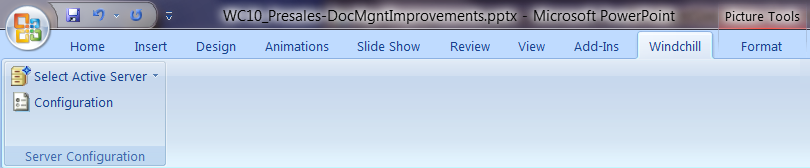 WC10_Presales-DocMgntImprovements.pptx - Microsoft PowerPoint
Picture Tools
Home Insert Design Animations Slide Show Review View Add-Ins Windchill Format
Select Active Server
Configuration
Server Configuration